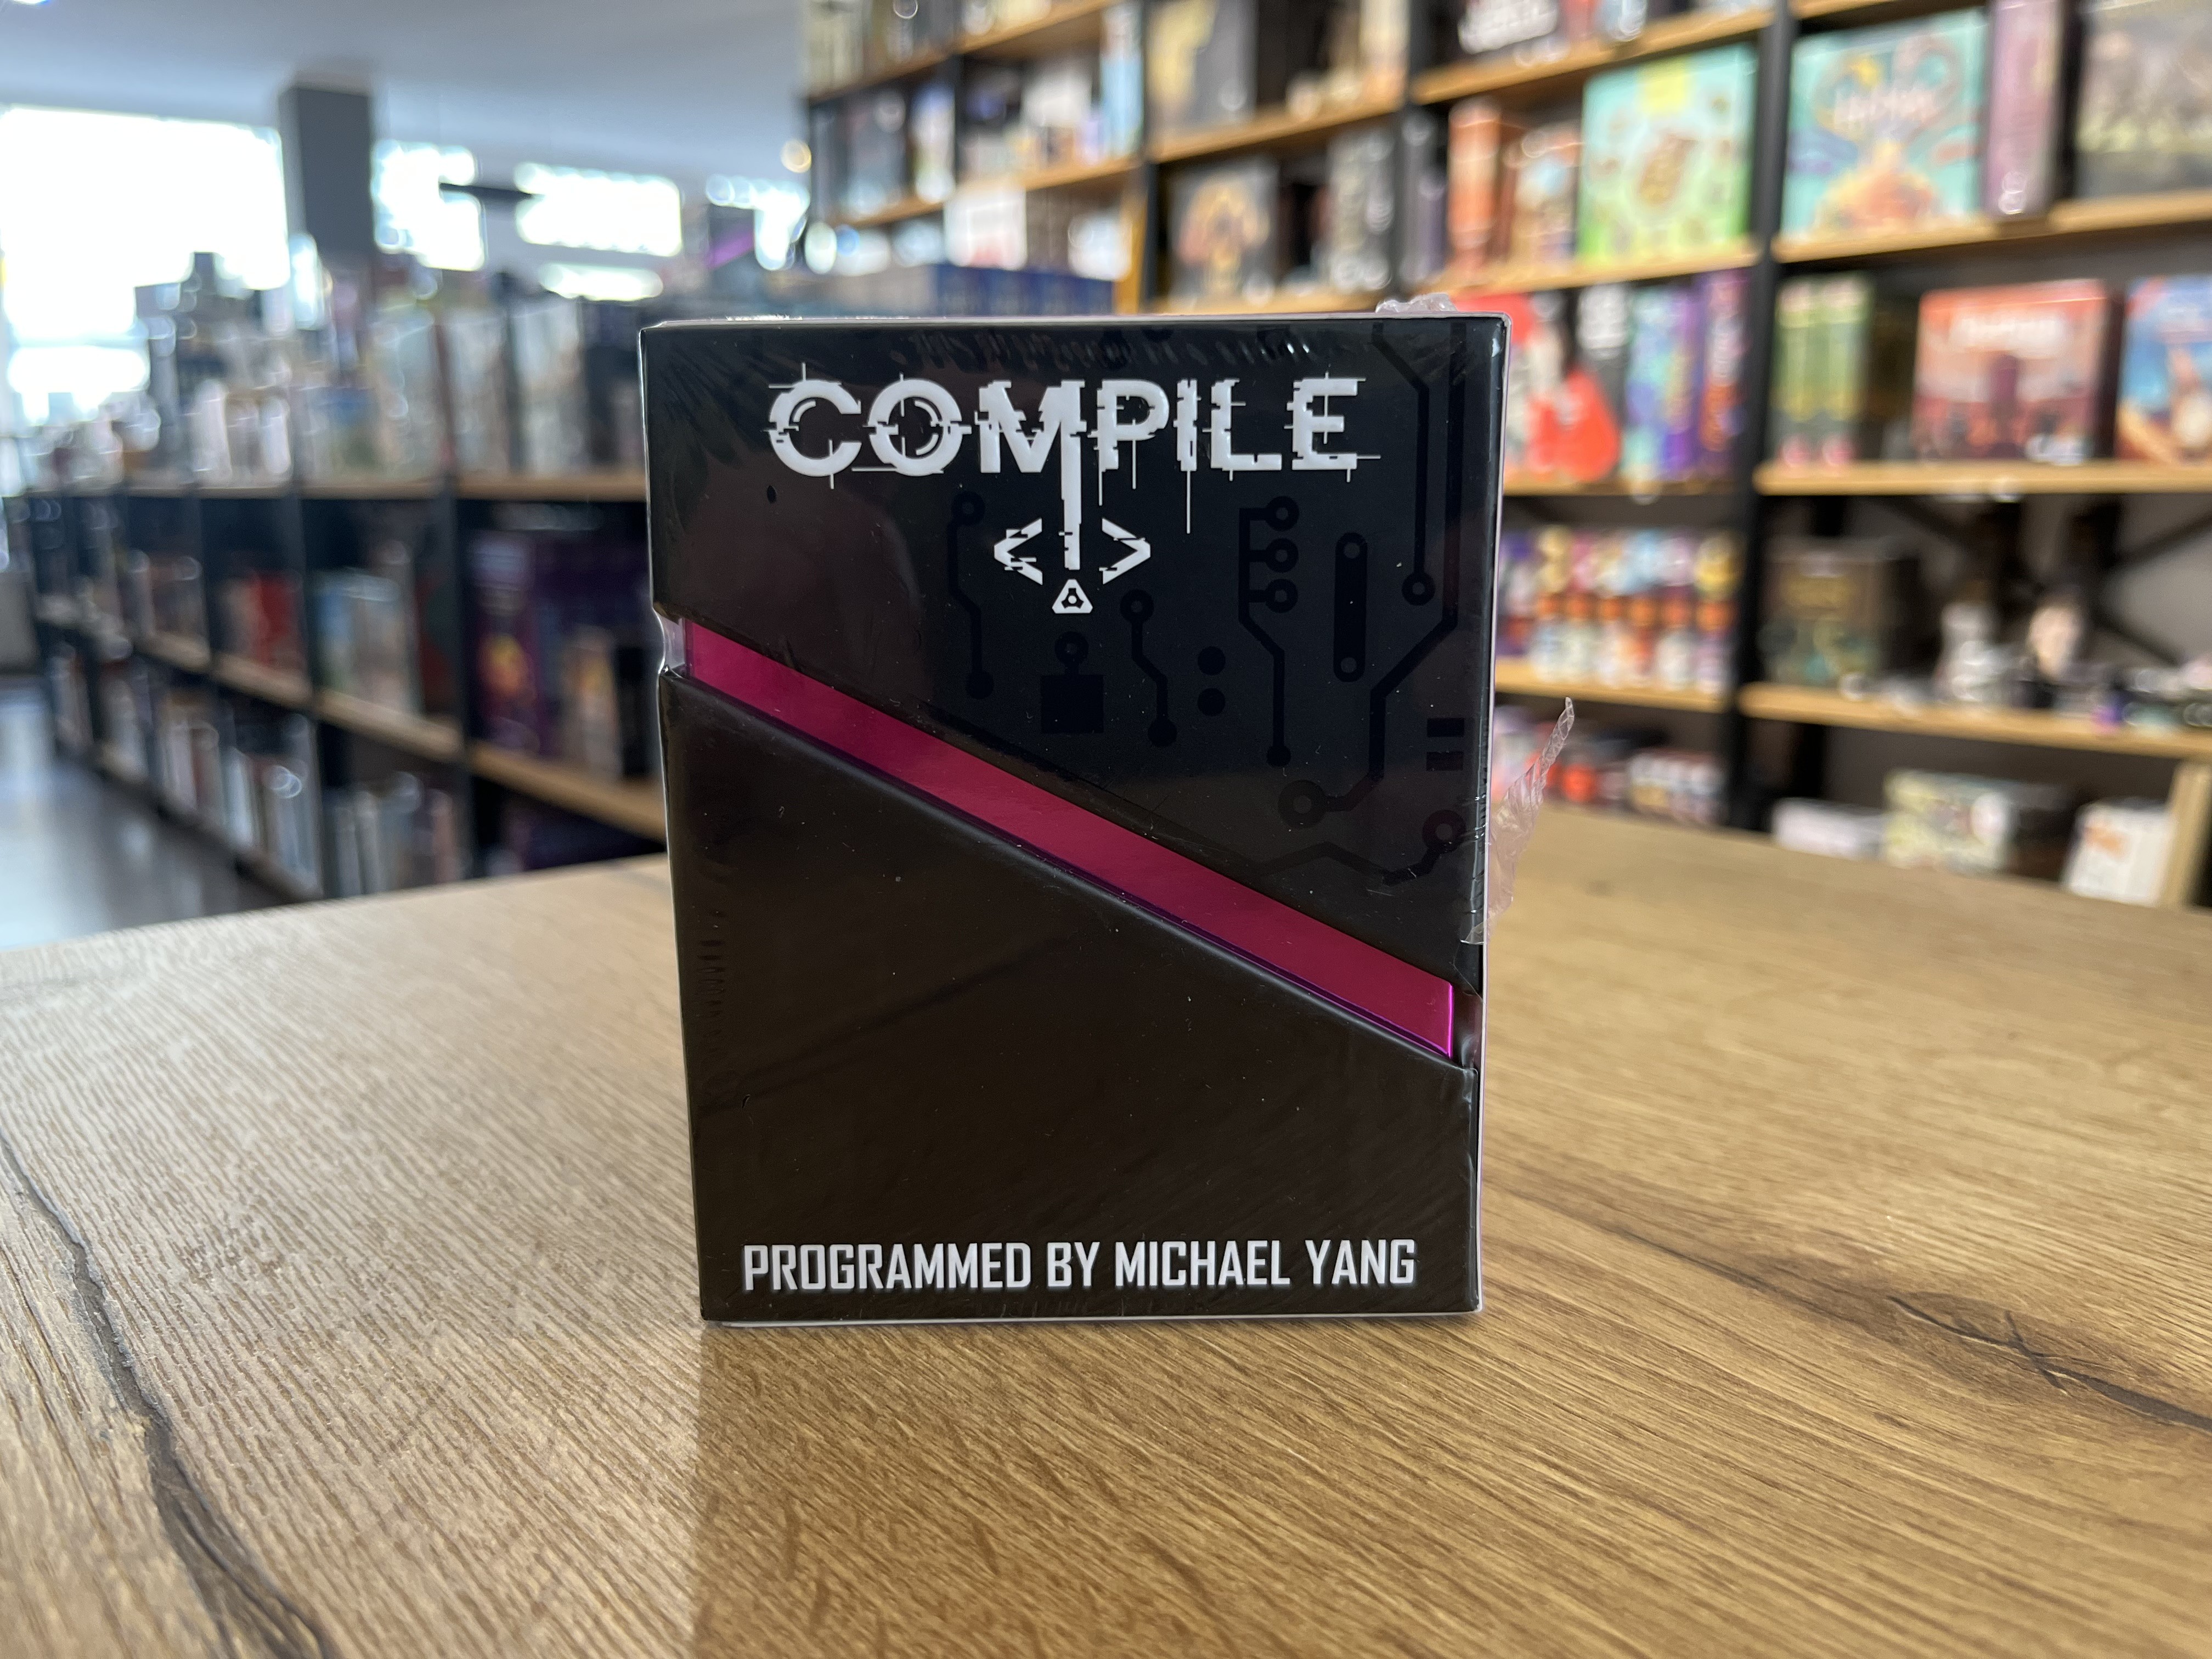 COMPILE
PROGRAMMED BY MICHAEL YANG